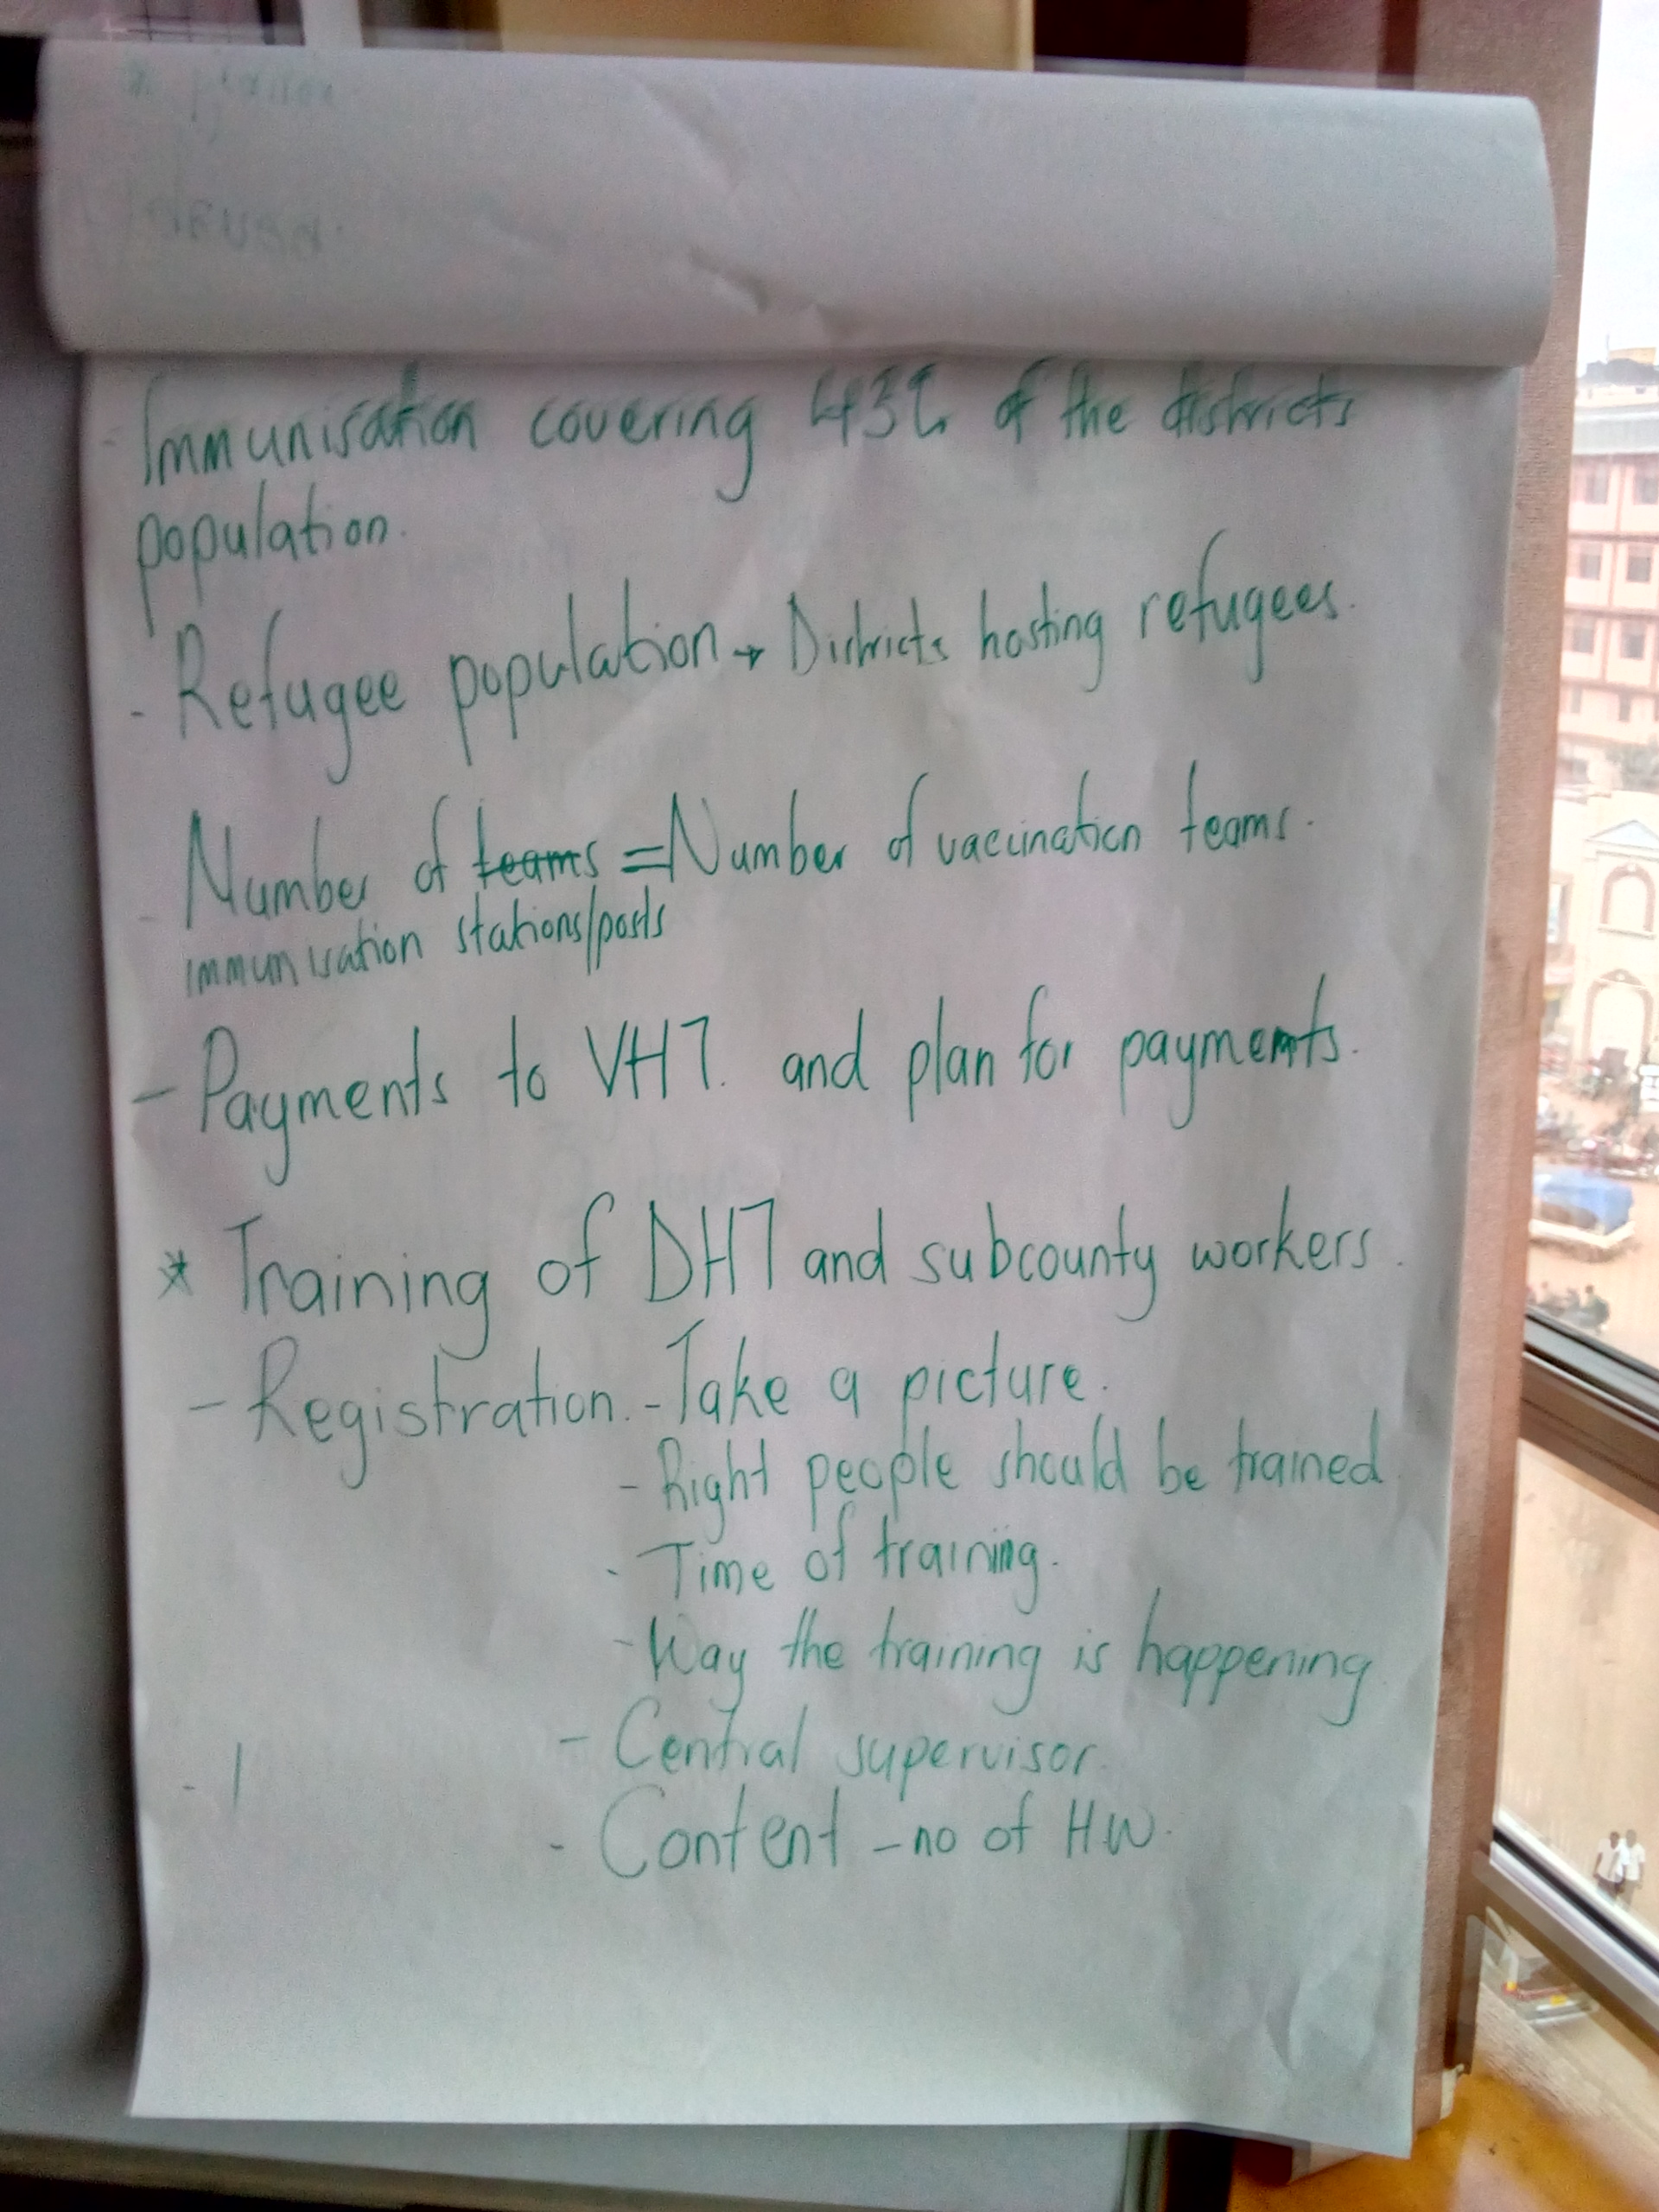 - Immunisation covering 43% of the districts
population.
- Refugee population → Districts hosting refugees.
- Number of teams = Number of vaccination teams.
immunisation stations/posts
- Payments to VHT. and plan for payments.
* Training of DHT and subcounty workers.
- Registration. - Take a picture.
- Right people should be trained.
- Time of training.
- Way the training is happening
- Central supervisor.
- Content - no of HW.